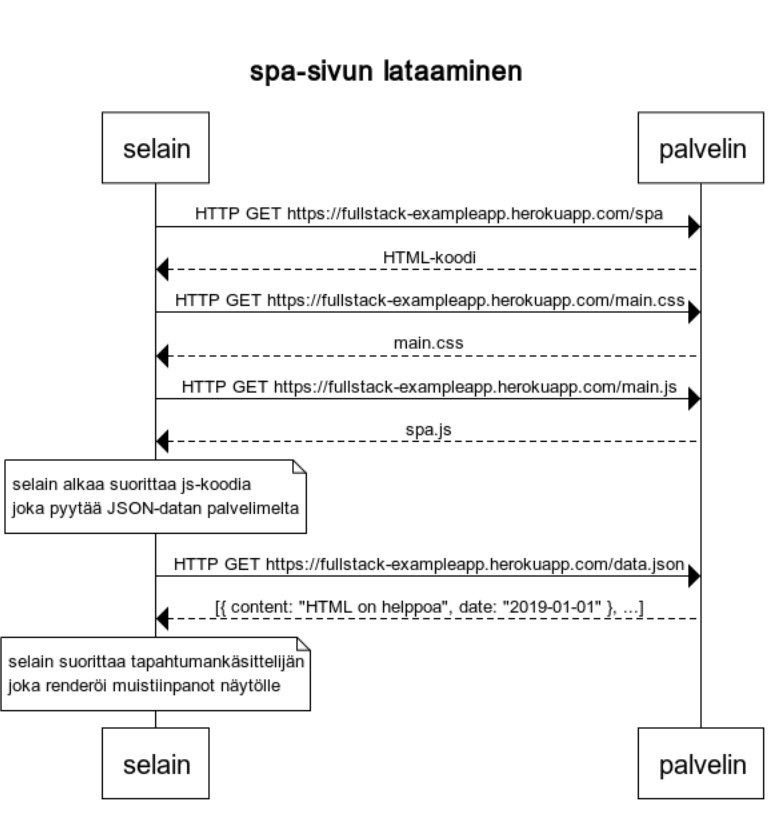 spa-sivun lataaminen
selain
palvelin
HTTP GET https://fullstack-exampleapp.herokuapp.com/spa
HTML-koodi
HTTP GET https://fullstack-exampleapp.herokuapp.com/main.css
main.css
HTTP GET https://fullstack-exampleapp.herokuapp.com/main.js
spa.js
selain alkaa suorittaa js-koodia
joka pyytää JSON-datan palvelimelta
HTTP GET https://fullstack-exampleapp.herokuapp.com/data.json
[{ content: "HTML on helppoa", date: "2019-01-01" }, ...]
selain suorittaa tapahtumankäsittelijän
joka renderöi muistiinpanot näytölle
selain
palvelin